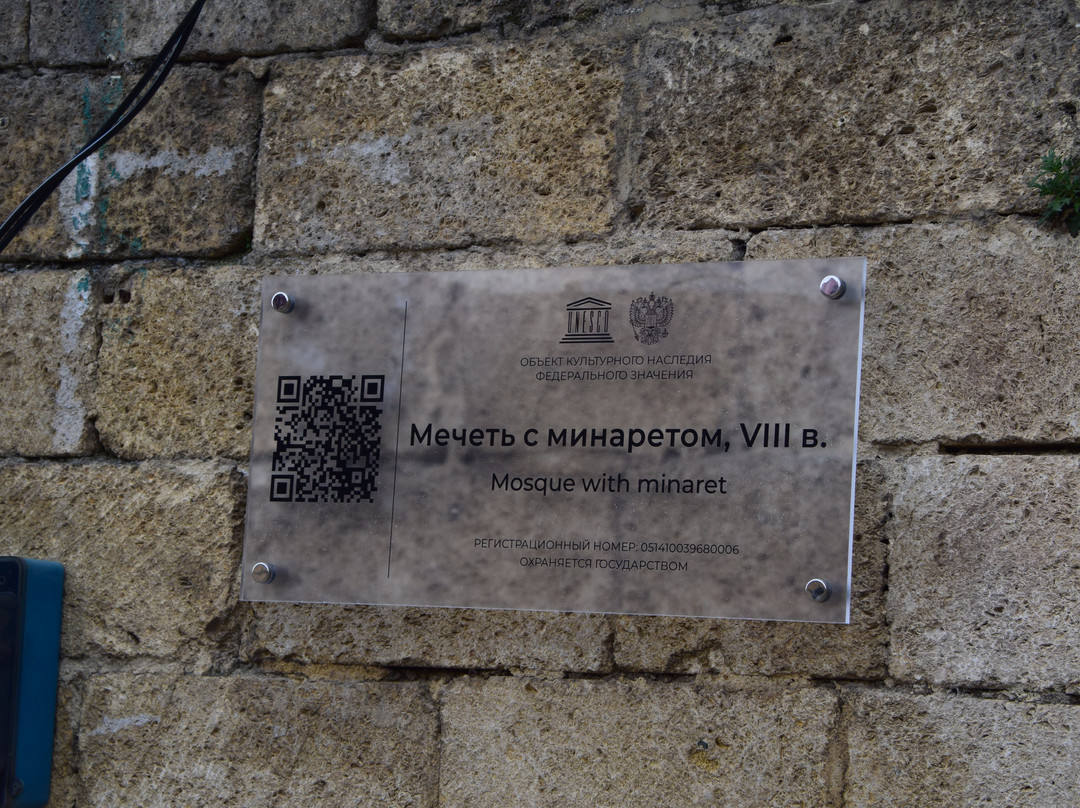 UNESCO
ОБЪЕКТ КУЛЬТУРНОГО НАСЛЕДИЯ
ФЕДЕРАЛЬНОГО ЗНАЧЕНИЯ
Мечеть с минаретом, VIII в.
Mosque with minaret
РЕГИСТРАЦИОННЫЙ НОМЕР: 051410039680006
ОХРАНЯЕТСЯ ГОСУДАРСТВОМ